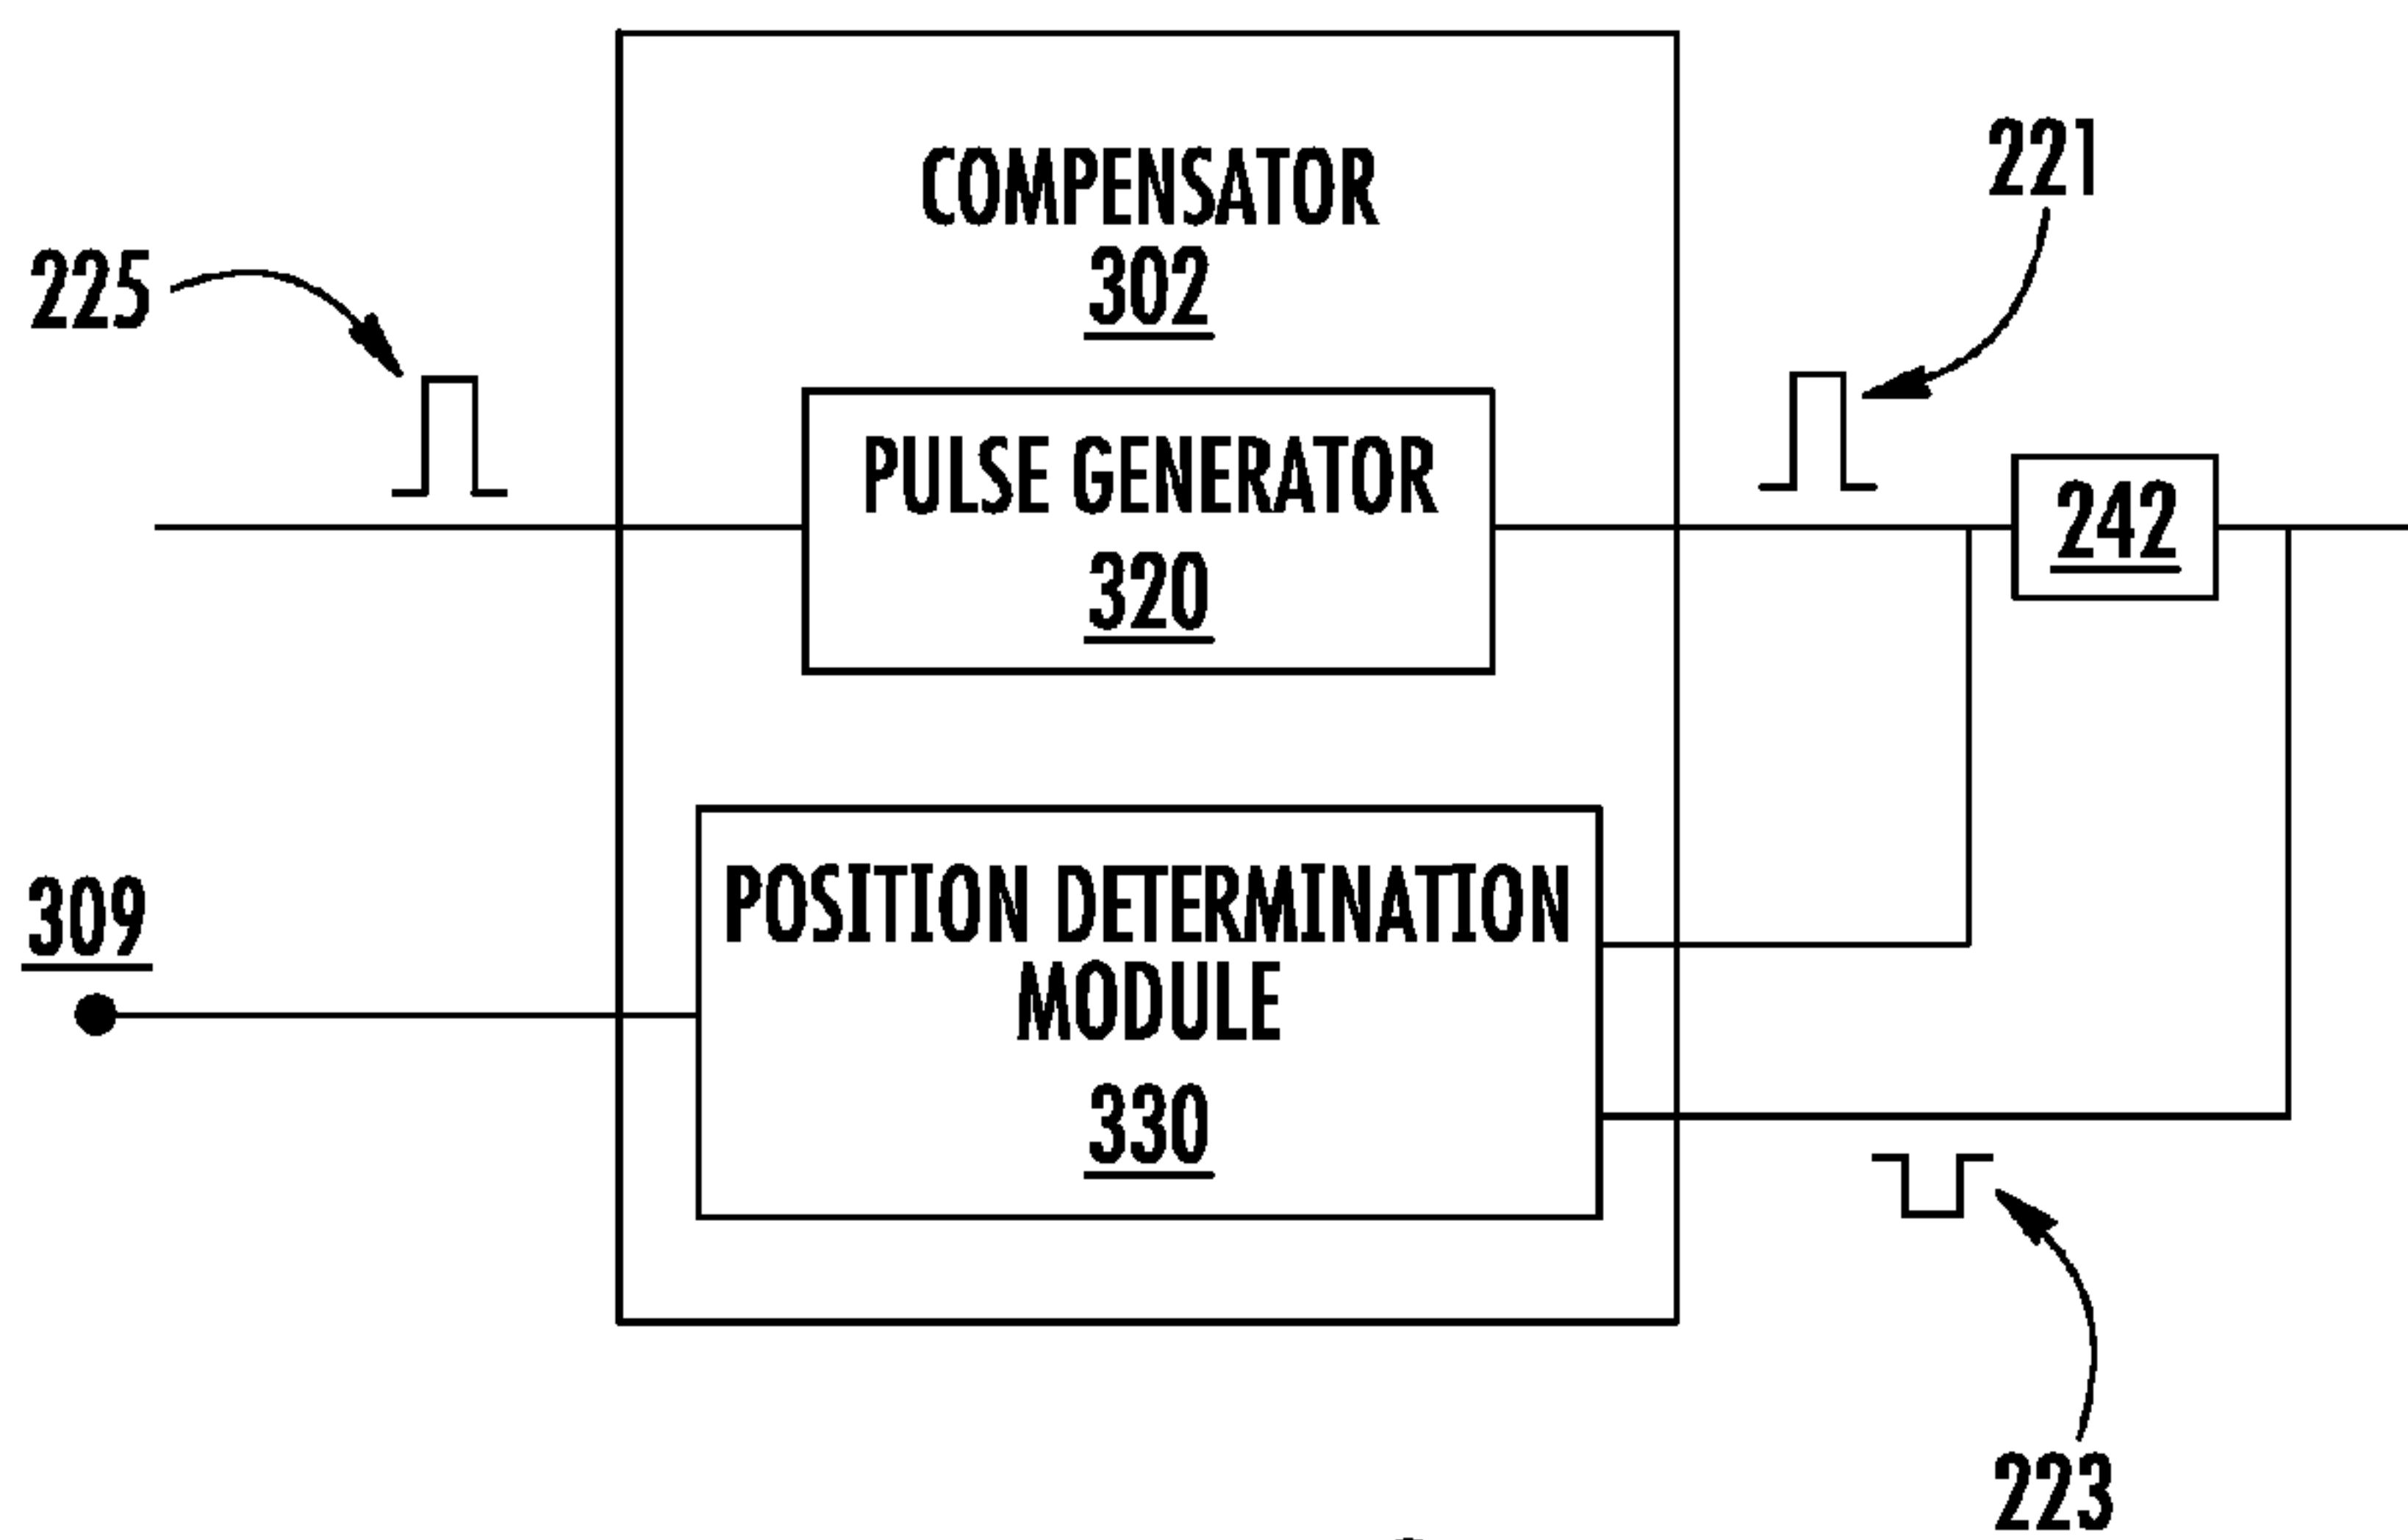 COMPENSATOR
302
221
225
PULSE GENERATOR
320
242
309
POSITION DETERMINATION
MODULE
330
223